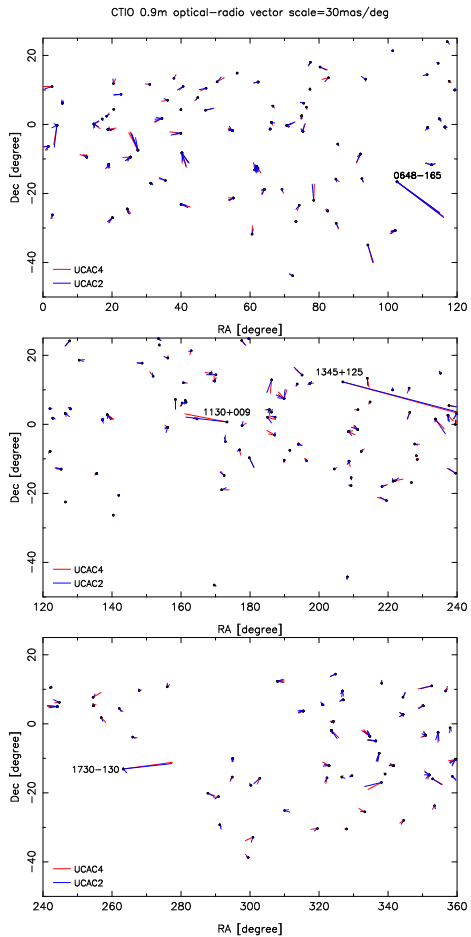 CTIO 0.9m optical-radio vector scale=30mas/deg
20
0
-20
-40
Dec [degree]
0648-165
UCAC4
UCAC2
0 20 40 60 80 100 120
RA [degree]
20
0
-20
-40
Dec [degree]
1345+125
1130+009
UCAC4
UCAC2
120 140 160 180 200 220 240
RA [degree]
20
0
-20
-40
Dec [degree]
1730-130
UCAC4
UCAC2
240 260 280 300 320 340 360
RA [degree]